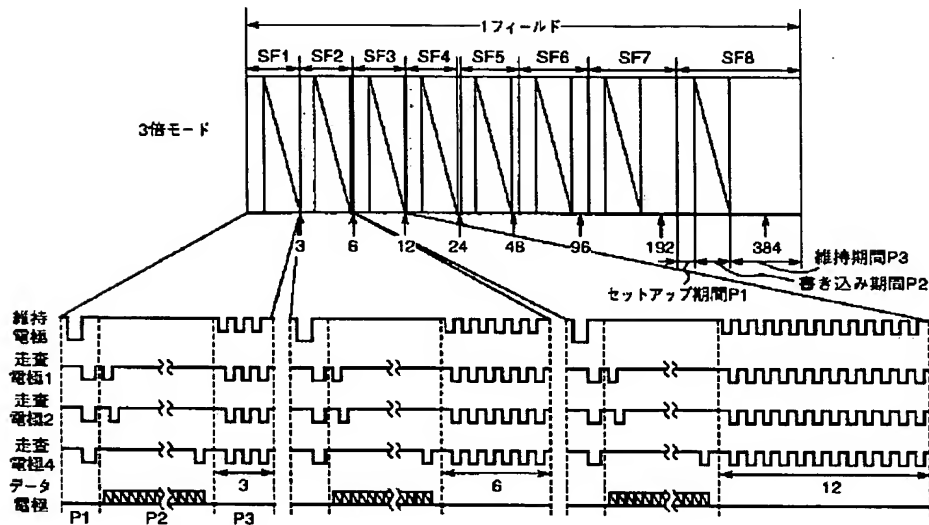 1フィールド
SF1 SF2 SF3 SF4 SF5 SF6 SF7 SF8
3倍モード
3 6 12 24 48 96 192 384
維持期間P3
書き込み期間P2
セットアップ期間P1
維持
電極
走査
電極1
走査
電極2
走査
電極4
データ
電極
3 6 12
P1 P2 P3